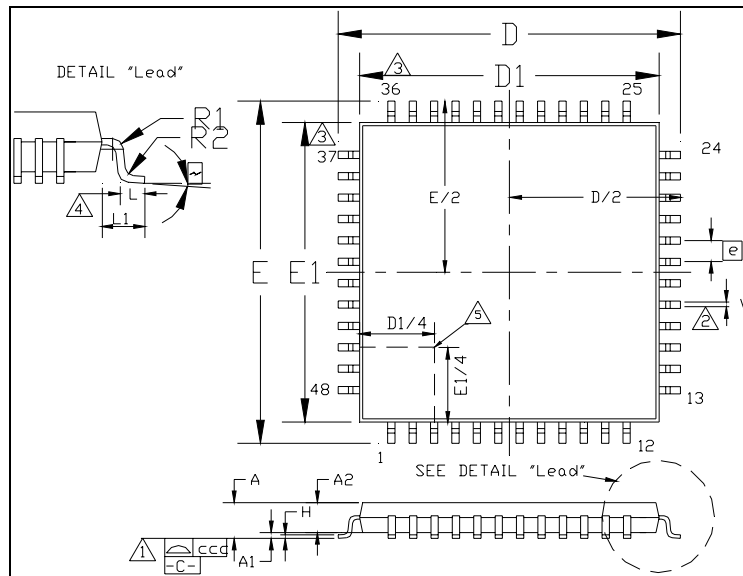 D
DETAIL "Lead"
3
D1
36
25
R1
R2
3
37
24
4
L
L1
E/2
D/2
E
E1
e
2
D1/4
5
E1/4
48
13
1
12
SEE DETAIL "Lead"
A
A2
H
1
ccc
A1
-C-